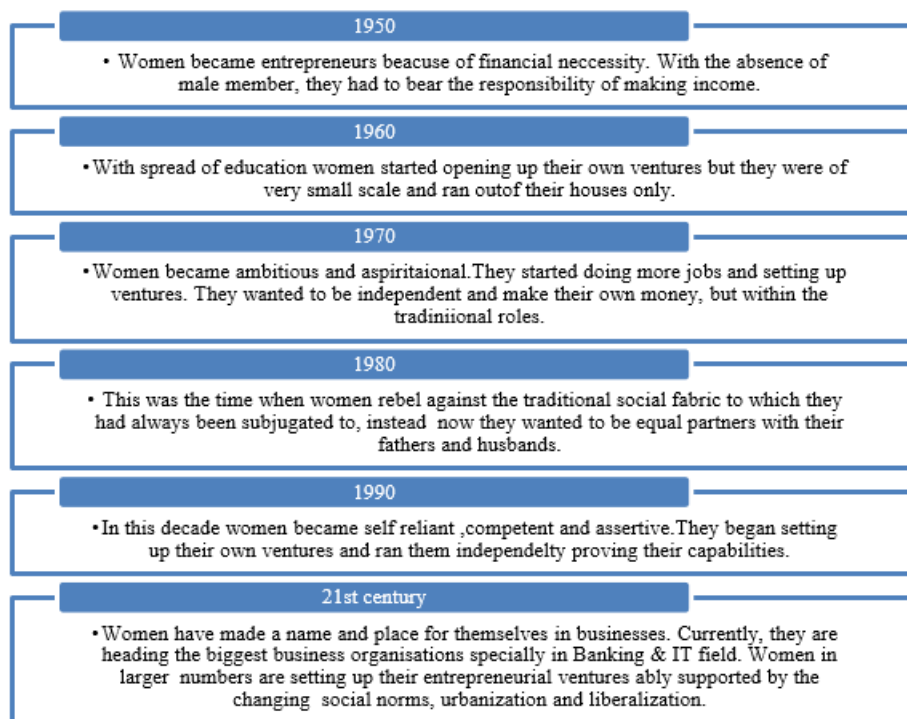 1950
• Women became entrepreneurs beacuse of financial neccessity. With the absence of
male member, they had to bear the responsibility of making income.
1960
•With spread of education women started opening up their own ventures but they were of
very small scale and ran outof their houses only.
1970
•Women became ambitious and aspiritaional.They started doing more jobs and setting up
ventures. They wanted to be independent and make their own money, but within the
tradiniional roles.
1980
• This was the time when women rebel against the traditional social fabric to which they
had always been subjugated to, instead now they wanted to be equal partners with their
fathers and husbands.
1990
•In this decade women became self reliant ,competent and assertive.They began setting
up their own ventures and ran them independelty proving their capabilities.
21st century
•Women have made a name and place for themselves in businesses. Currently, they are
heading the biggest business organisations specially in Banking & IT field. Women in
larger numbers are setting up their entrepreneurial ventures ably supported by the
changing social norms, urbanization and liberalization.